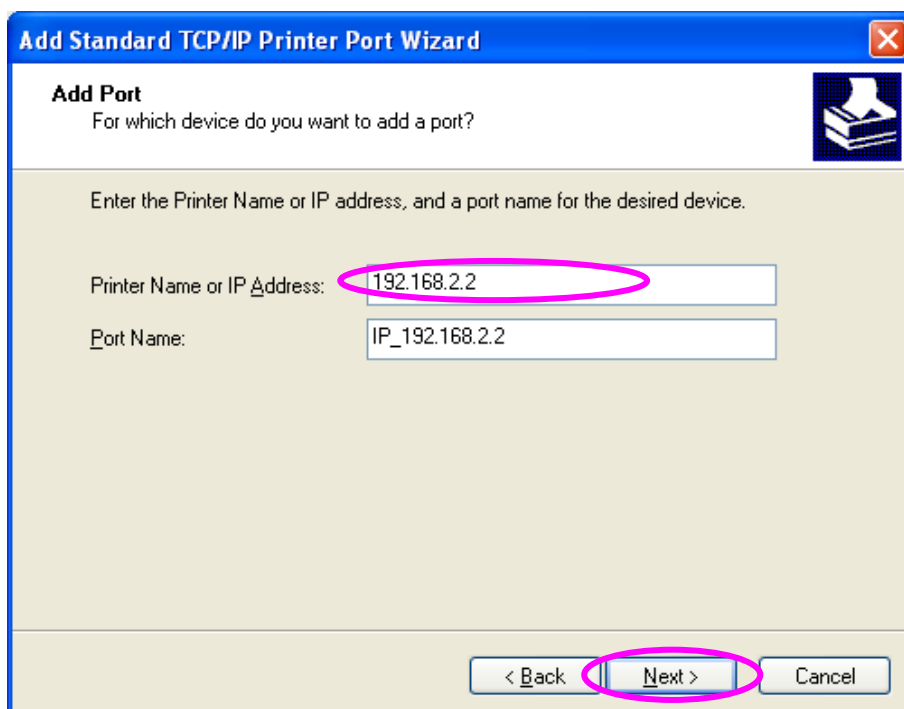 Add Standard TCP/IP Printer Port Wizard
Add Port
For which device do you want to add a port?
Enter the Printer Name or IP address, and a port name for the desired device.
Printer Name or IP Address: 192.168.2.2
Port Name: IP_192.168.2.2
< Back Next > Cancel